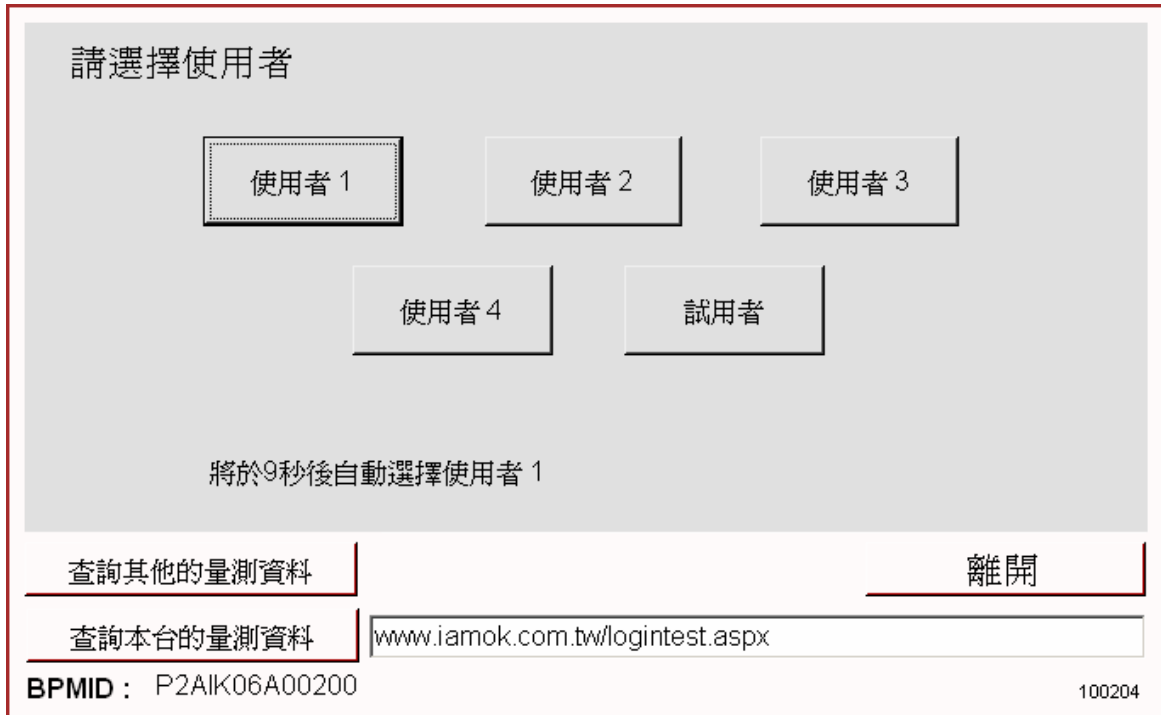 請選擇使用者
使用者 1
使用者 2
使用者 3
使用者 4
試用者
將於9秒後自動選擇使用者 1
查詢其他的量測資料
離開
查詢本台的量測資料
www.iamok.com.tw/logintest.aspx
BPMID： P2AIK06A00200
100204